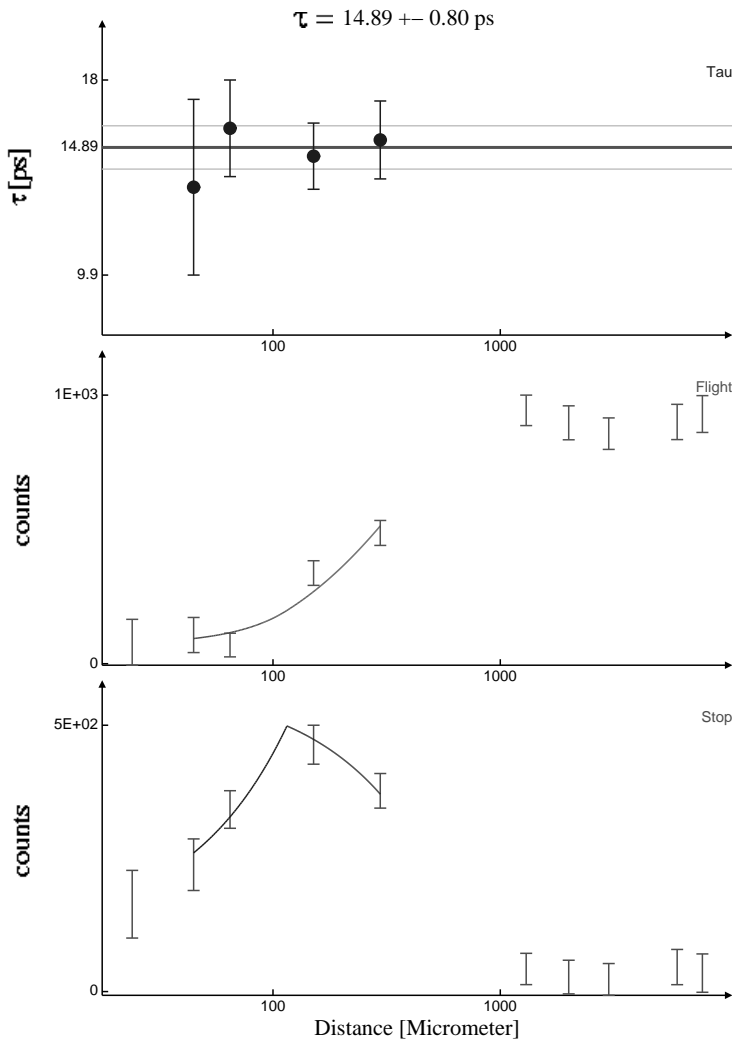 τ = 14.89 +− 0.80 ps
Tau
18
14.89
9.9
τ [ps]
100
1000
Flight
1E+03
0
counts
100
1000
Stop
5E+02
0
counts
100
1000
Distance [Micrometer]